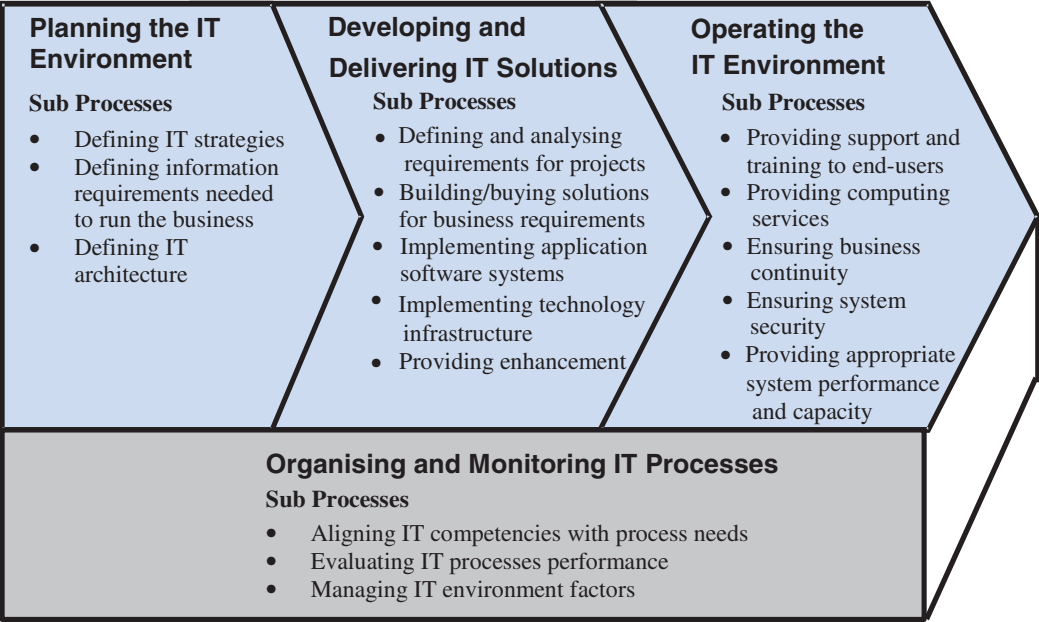 Planning the IT
Environment
Sub Processes
• Defining IT strategies
• Defining information
requirements needed
to run the business
• Defining IT
architecture
Developing and
Delivering IT Solutions
Sub Processes
• Defining and analysing
requirements for projects
• Building/buying solutions
for business requirements
• Implementing application
software systems
• Implementing technology
infrastructure
• Providing enhancement
Operating the
IT Environment
Sub Processes
• Providing support and
training to end-users
• Providing computing
services
• Ensuring business
continuity
• Ensuring system
security
• Providing appropriate
system performance
and capacity
Organising and Monitoring IT Processes
Sub Processes
• Aligning IT competencies with process needs
• Evaluating IT processes performance
• Managing IT environment factors